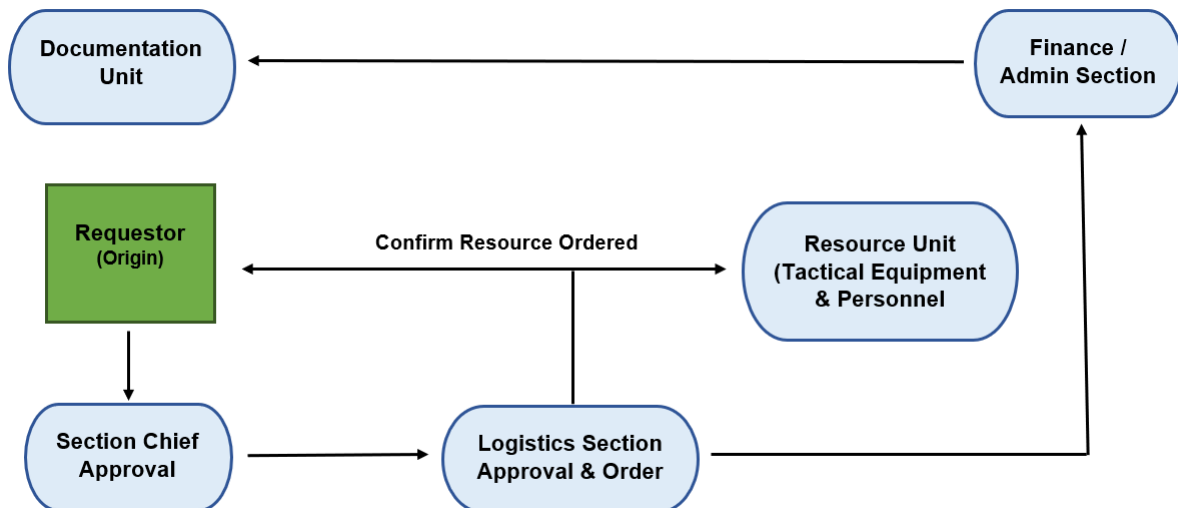 Documentation
Unit
Finance /
Admin Section
Requestor
(Origin)
Confirm Resource Ordered
Resource Unit
(Tactical Equipment
& Personnel
Section Chief
Approval
Logistics Section
Approval & Order